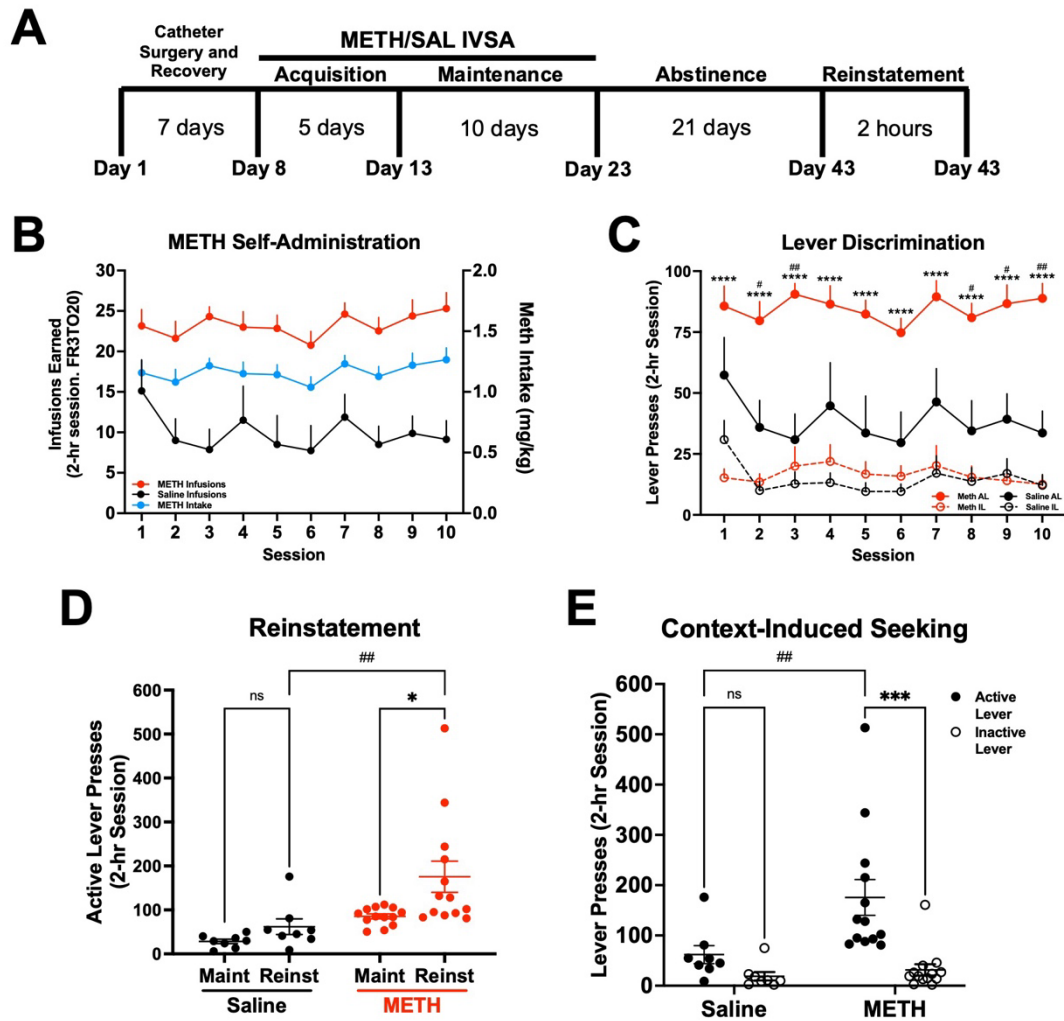 A
Catheter
Surgery and
Recovery
METH/SAL IVSA
Acquisition
Maintenance
Abstinence
Reinstatement
7 days
5 days
10 days
21 days
2 hours
Day 1
Day 8
Day 13
Day 23
Day 43
Day 43
B
METH Self-Administration
Infusions Earned
(2-hr session. FR3TO20)
30
25
20
15
10
5
0
2.0
1.5
1.0
0.5
0.0
Meth Intake (mg/kg)
METH Infusions
Saline Infusions
METH Intake
1 2 3 4 5 6 7 8 9 10
Session
C
Lever Discrimination
Lever Presses (2-hr Session)
100
75
50
25
0
# ## # # ##
**** **** **** **** **** **** **** **** **** ****
Meth AL
Saline AL
Meth IL
Saline IL
1 2 3 4 5 6 7 8 9 10
Session
D
Reinstatement
##
ns
*
Active Lever Presses
(2-hr Session)
600
500
400
300
200
100
0
Maint Reinst Maint Reinst
Saline METH
E
Context-Induced Seeking
##
ns
***
Active
Lever
Inactive
Lever
Lever Presses (2-hr Session)
600
500
400
300
200
100
0
Saline METH